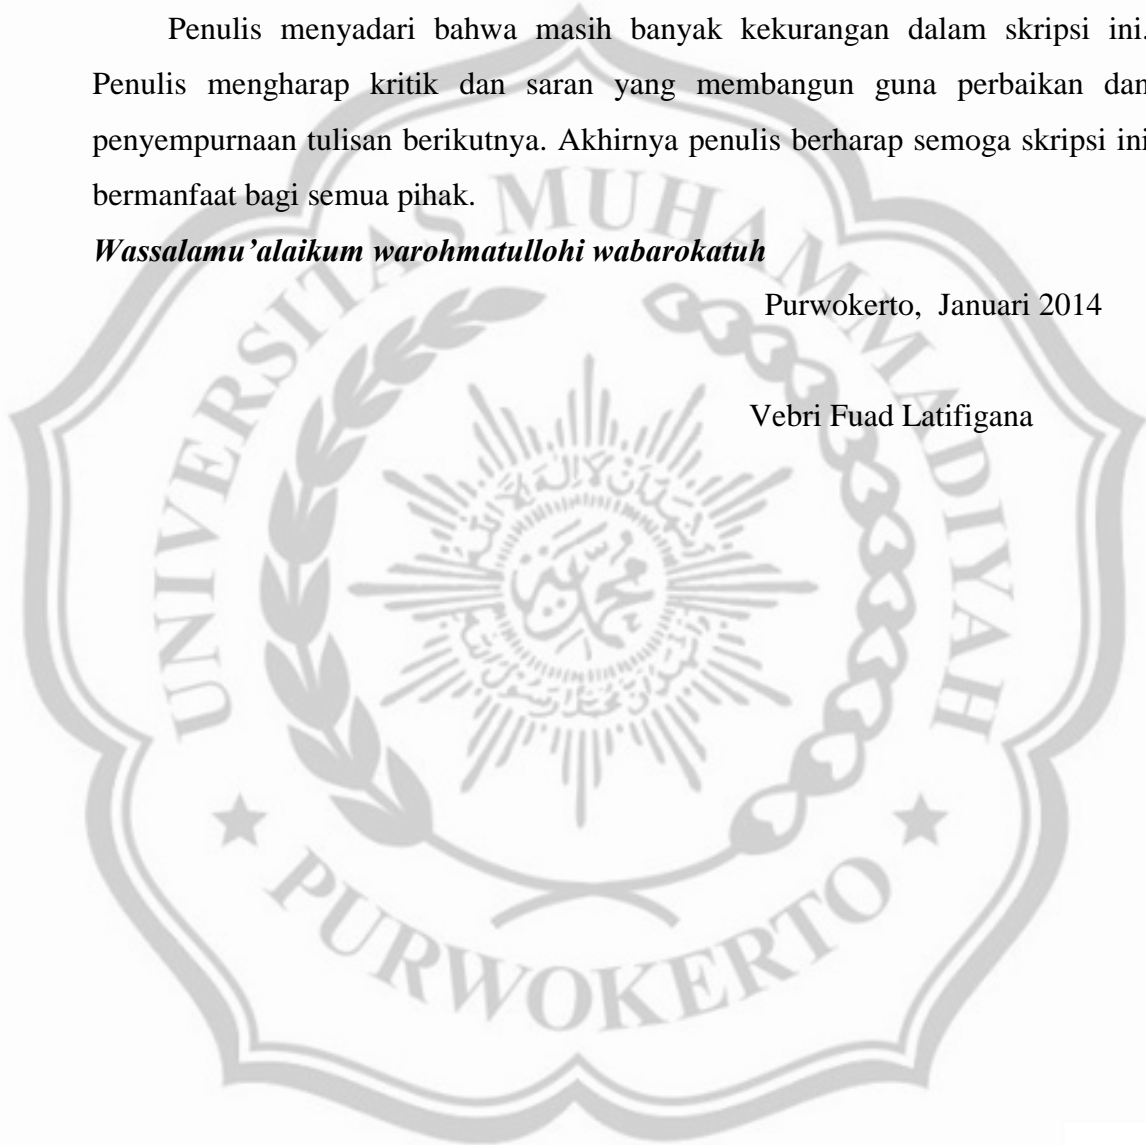 Penulis menyadari bahwa masih banyak kekurangan dalam skripsi ini.
Penulis mengharap kritik dan saran yang membangun guna perbaikan dan
penyempurnaan tulisan berikutnya. Akhirnya penulis berharap semoga skripsi ini
bermanfaat bagi semua pihak.
Wassalamu’alaikum warohmatullohi wabarokatuh
Purwokerto, Januari 2014
Vebri Fuad Latifigana
UNIVERSITAS MUHAMMADIYAH
PURWOKERTO
محمدية